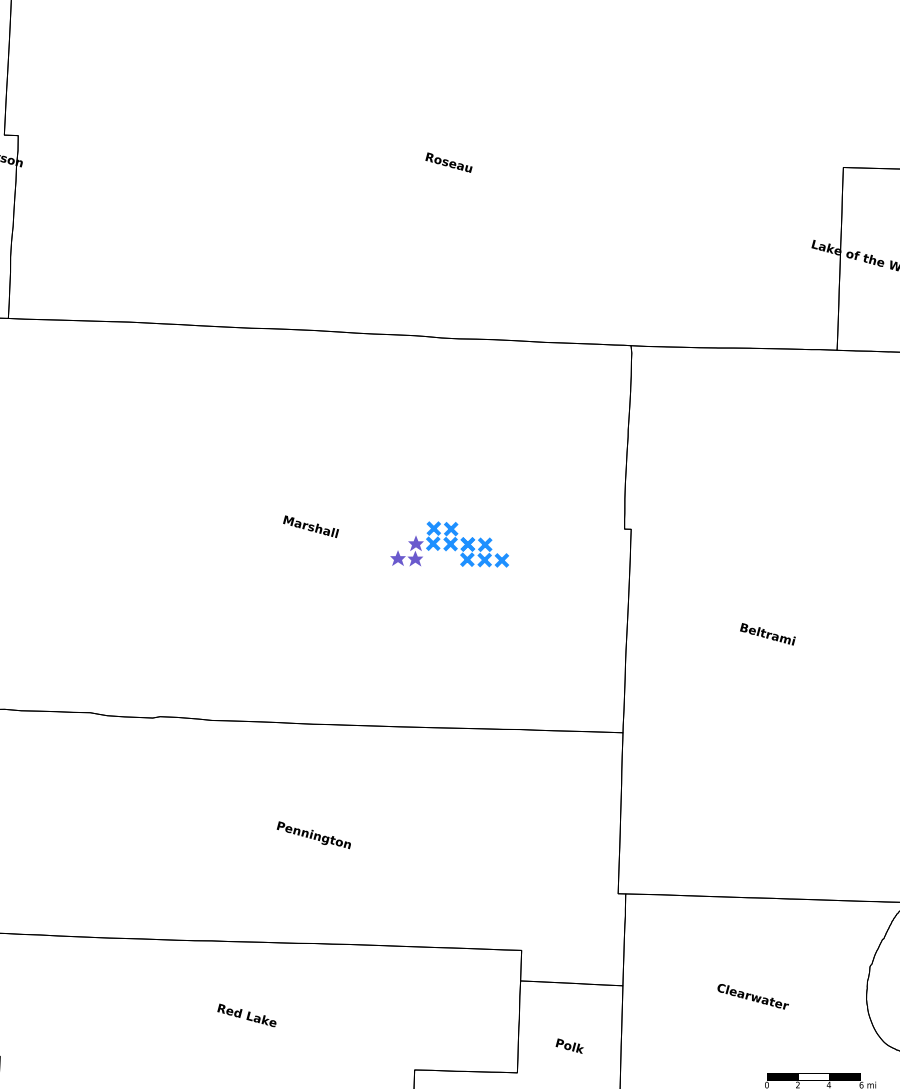 Roseau
son
Lake of the W
Marshall
Beltrami
Pennington
Clearwater
Red Lake
Polk
0 2 4 6 mi